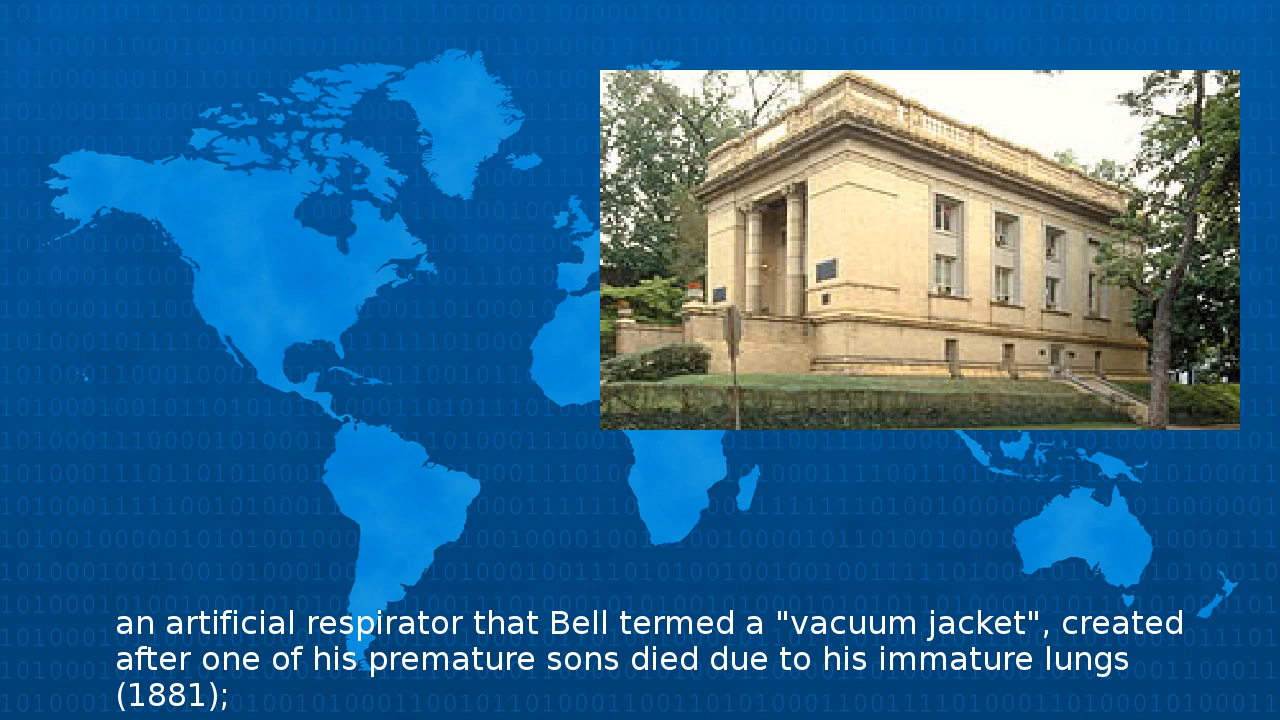 an artificial respirator that Bell termed a "vacuum jacket", created
after one of his premature sons died due to his immature lungs
(1881);